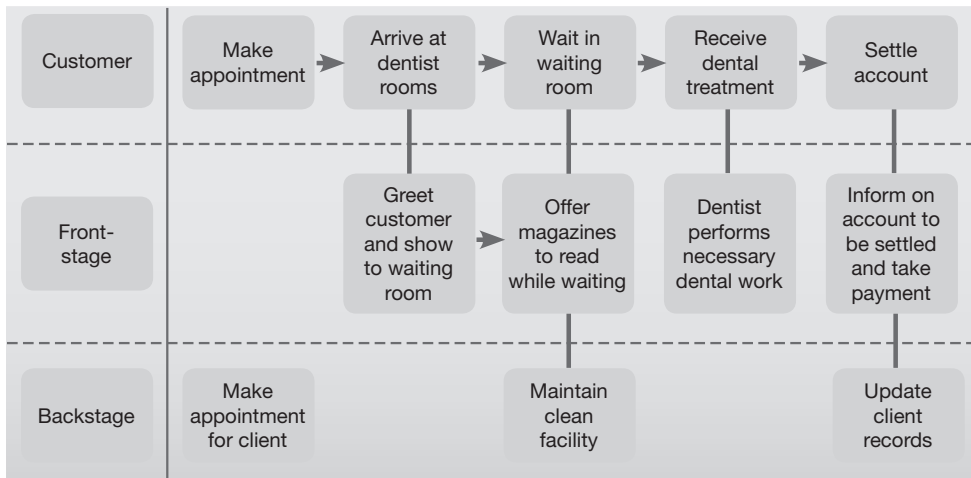 Customer
Make
appointment
Arrive at
dentist
rooms
Wait in
waiting
room
Receive
dental
treatment
Settle
account
Front-
stage
Greet
customer
and show
to waiting
room
Offer
magazines
to read
while waiting
Dentist
performs
necessary
dental work
Inform on
account to
be settled
and take
payment
Backstage
Make
appointment
for client
Maintain
clean
facility
Update
client
records